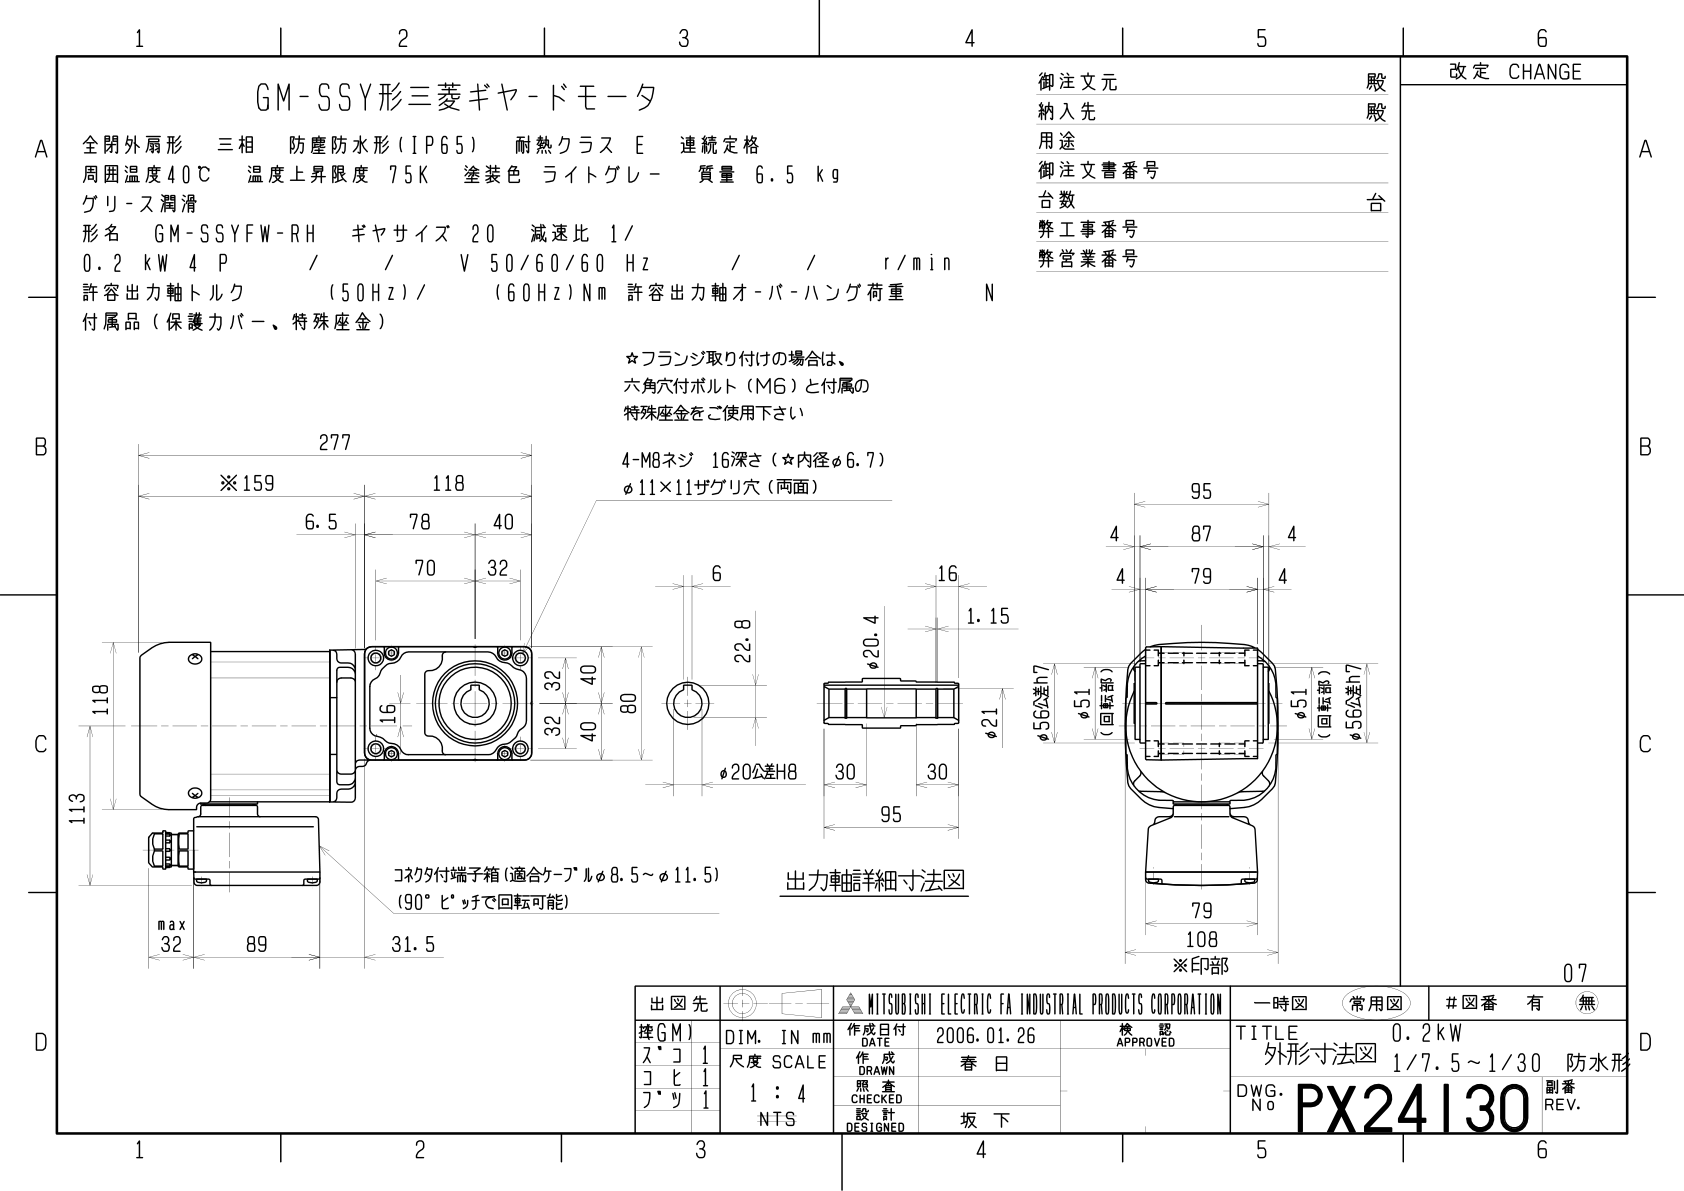 1 2 3 4 5 6
改定 CHANGE
GM-SSY形三菱ギヤ-ドモータ
全閉外扇形 三相 防塵防水形(IP65) 耐熱クラス E 連続定格
周囲温度40℃ 温度上昇限度 75K 塗装色 ライトグレー 質量 6.5 kg
グリ-ス潤滑
形名 GM-SSYFW-RH ギヤサイズ 20 減速比 1/
0.2 kW 4 P / / V 50/60/60 Hz / / r/min
許容出力軸トルク (50Hz)/ (60Hz)Nm 許容出力軸オ-バ-ハング荷重 N
付属品(保護カバー、特殊座金)
御注文元 殿
納入先 殿
用途
御注文書番号
台数 台
弊工事番号
弊営業番号
A A
B B
C C
D D
☆フランジ取り付けの場合は、
六角穴付ボルト(M6)と付属の
特殊座金をご使用下さい
4-M8ネジ 16深さ(☆内径φ6.7)
φ11×11ザグリ穴(両面)
277
※159 118
6.5 78 40
70 32
118
113
16
32 40
32 40
80
max
32 89 31.5
コネクタ付端子箱(適合ケーブルφ8.5~φ11.5)
(90°ピッチで回転可能)
6
22.8
φ20公差H8
16
1.15
φ20.4
φ21
30 30
95
出力軸詳細寸法図
95
4 87 4
4 79 4
φ56公差h7
φ51
(回転部)
φ51
(回転部)
φ56公差h7
79
108
※印部
07
出図先
MITSUBISHI ELECTRIC FA INDUSTRIAL PRODUCTS CORPORATION
一時図 常用図 #図番 有 無
GM)
スコ 1
コヒ 1
ブツ 1
DIM. IN mm
尺度 SCALE
1 : 4
NTS
作成日付
DATE
2006.01.26
検 認
APPROVED
作 成
DRAWN
春 日
照 査
CHECKED
設 計
DESIGNED
坂 下
TITLE 0.2kW
外形寸法図 1/7.5~1/30 防水形
DWG.
No
PX24130
副番
REV.
1 2 3 4 5 6